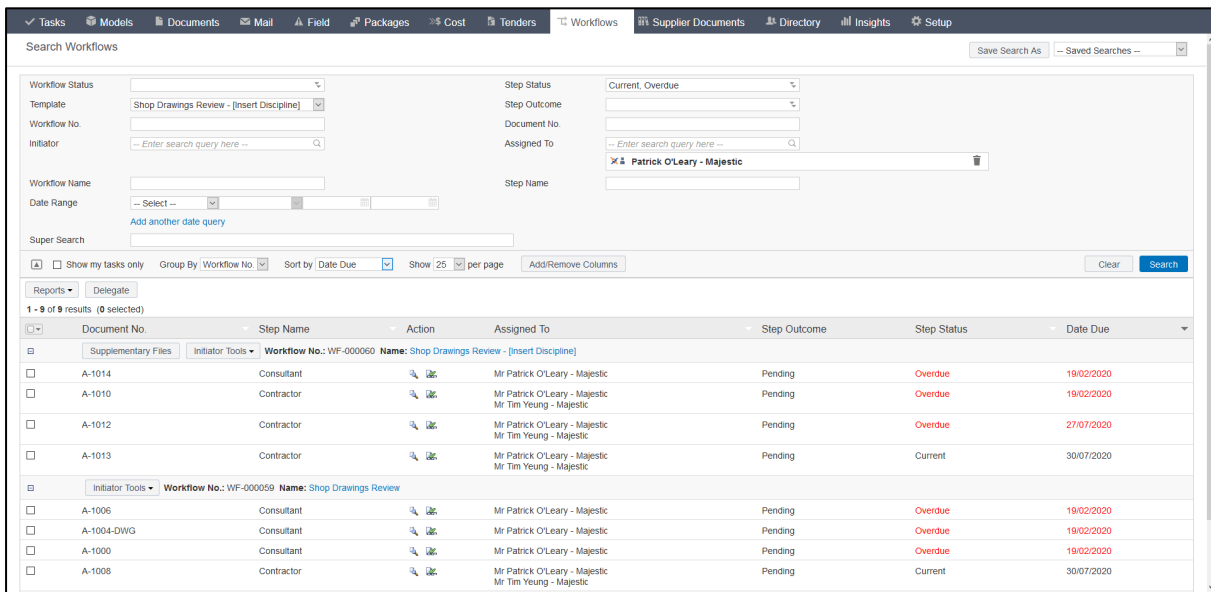 Tasks Models Documents Mail Field Packages Cost Tenders Workflows Supplier Documents Directory Insights Setup
Search Workflows Save Search As -- Saved Searches --
Workflow Status Step Status Current, Overdue
Template Shop Drawings Review - [Insert Discipline] Step Outcome
Workflow No. Document No.
Initiator -- Enter search query here -- Assigned To -- Enter search query here --
Patrick O'Leary - Majestic
Workflow Name Step Name
Date Range -- Select --
Add another date query
Super Search
Show my tasks only Group By Workflow No. Sort by Date Due Show 25 per page Add/Remove Columns Clear Search
Reports Delegate
1 - 9 of 9 results (0 selected)
Document No. Step Name Action Assigned To Step Outcome Step Status Date Due
Supplementary Files Initiator Tools Workflow No.: WF-000060 Name: Shop Drawings Review - [Insert Discipline]
A-1014 Consultant Mr Patrick O'Leary - Majestic Pending Overdue 19/02/2020
A-1010 Contractor Mr Patrick O'Leary - Majestic Pending Overdue 19/02/2020
Mr Tim Yeung - Majestic
A-1012 Contractor Mr Patrick O'Leary - Majestic Pending Overdue 27/07/2020
Mr Tim Yeung - Majestic
A-1013 Contractor Mr Patrick O'Leary - Majestic Pending Current 30/07/2020
Mr Tim Yeung - Majestic
Initiator Tools Workflow No.: WF-000059 Name: Shop Drawings Review
A-1006 Consultant Mr Patrick O'Leary - Majestic Pending Overdue 19/02/2020
A-1004-DWG Consultant Mr Patrick O'Leary - Majestic Pending Overdue 19/02/2020
A-1000 Consultant Mr Patrick O'Leary - Majestic Pending Overdue 19/02/2020
A-1008 Contractor Mr Patrick O'Leary - Majestic Pending Current 30/07/2020
Mr Tim Yeung - Majestic